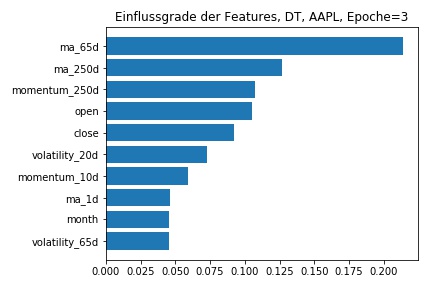 Einflussgrade der Features, DT, AAPL, Epoche=3
ma_65d
ma_250d
momentum_250d
open
close
volatility_20d
momentum_10d
ma_1d
month
volatility_65d
0.000 0.025 0.050 0.075 0.100 0.125 0.150 0.175 0.200